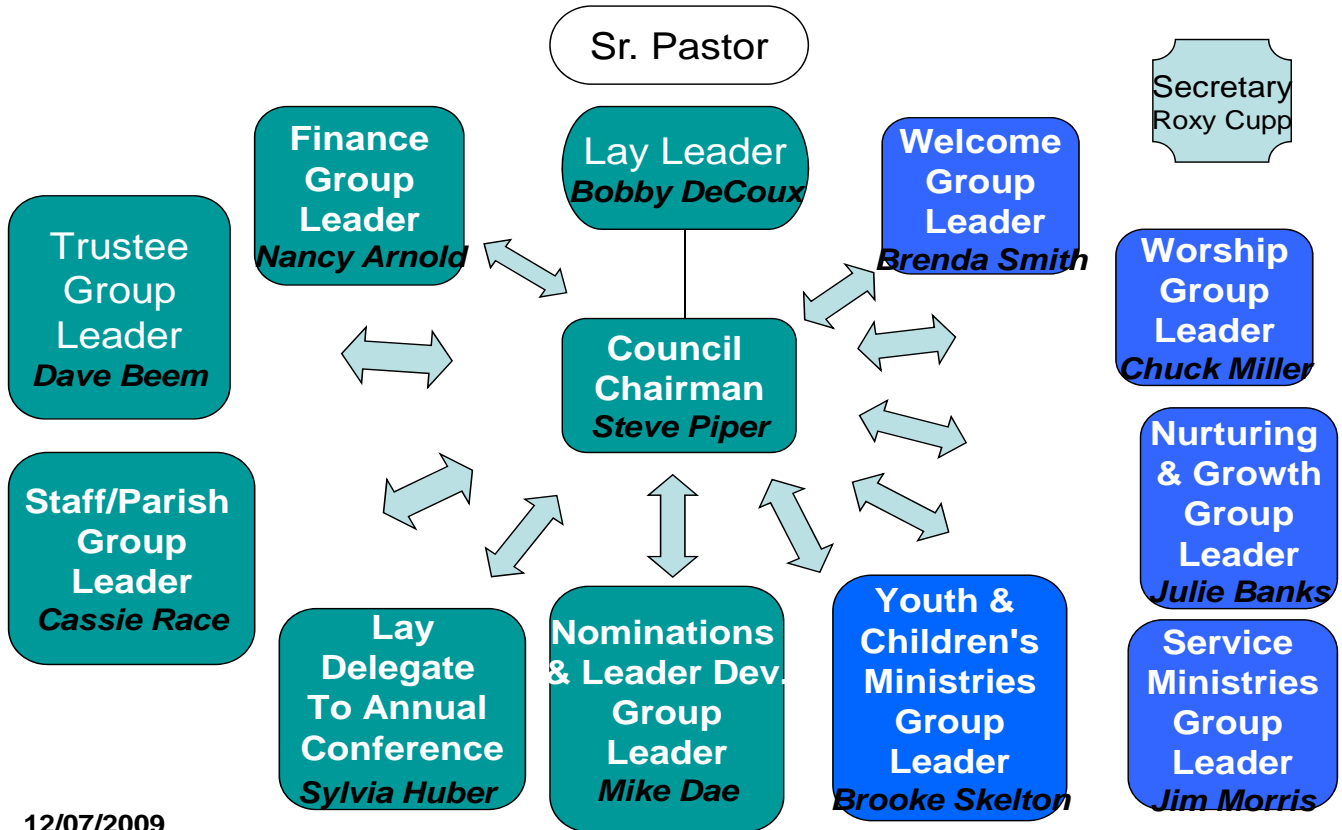 Sr. Pastor
Secretary
Roxy Cupp
Finance
Group
Leader
Nancy Arnold
Lay Leader
Bobby DeCoux
Welcome
Group
Leader
Brenda Smith
Trustee
Group
Leader
Dave Beem
Worship
Group
Leader
Chuck Miller
Council
Chairman
Steve Piper
Nurturing
& Growth
Group
Leader
Julie Banks
Staff/Parish
Group
Leader
Cassie Race
Lay
Delegate
To Annual
Conference
Sylvia Huber
Nominations
& Leader Dev.
Group
Leader
Mike Dae
Youth &
Children's
Ministries
Group
Leader
Brooke Skelton
Service
Ministries
Group
Leader
Jim Morris
12/07/2009